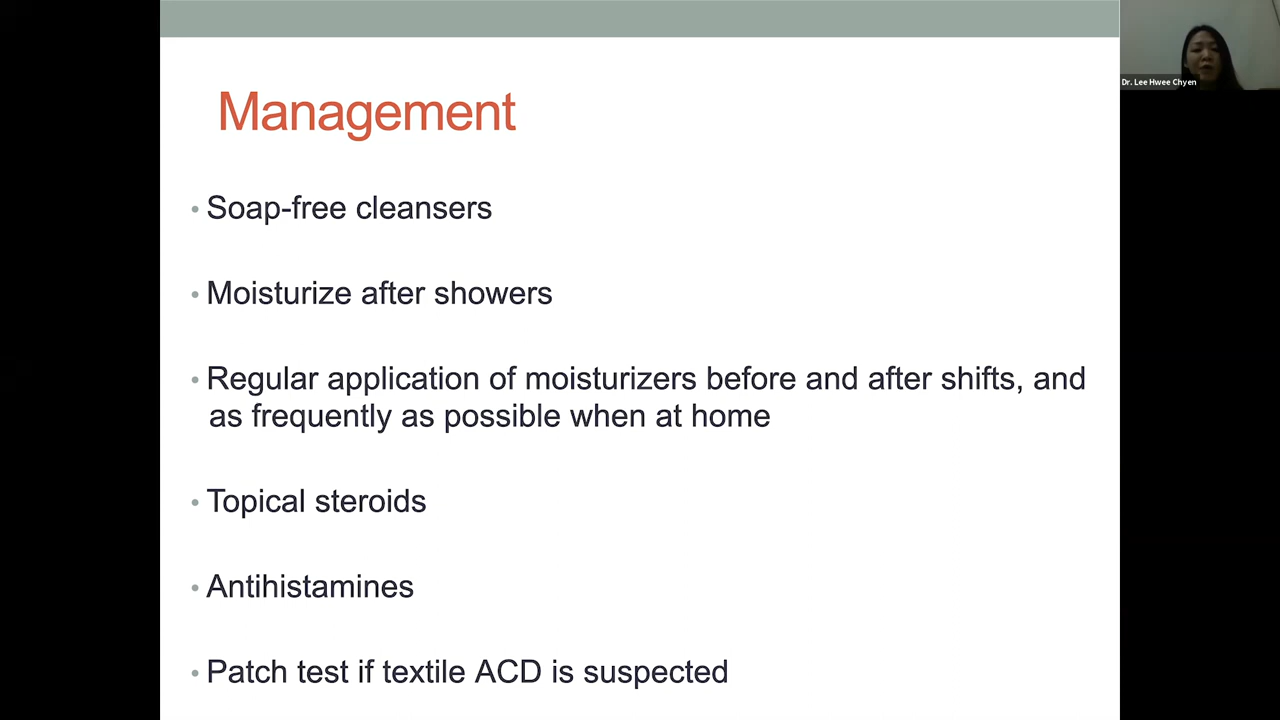 Management
• Soap-free cleansers
• Moisturize after showers
• Regular application of moisturizers before and after shifts, and
as frequently as possible when at home
• Topical steroids
• Antihistamines
• Patch test if textile ACD is suspected
Dr. Lee Hwee Chyen